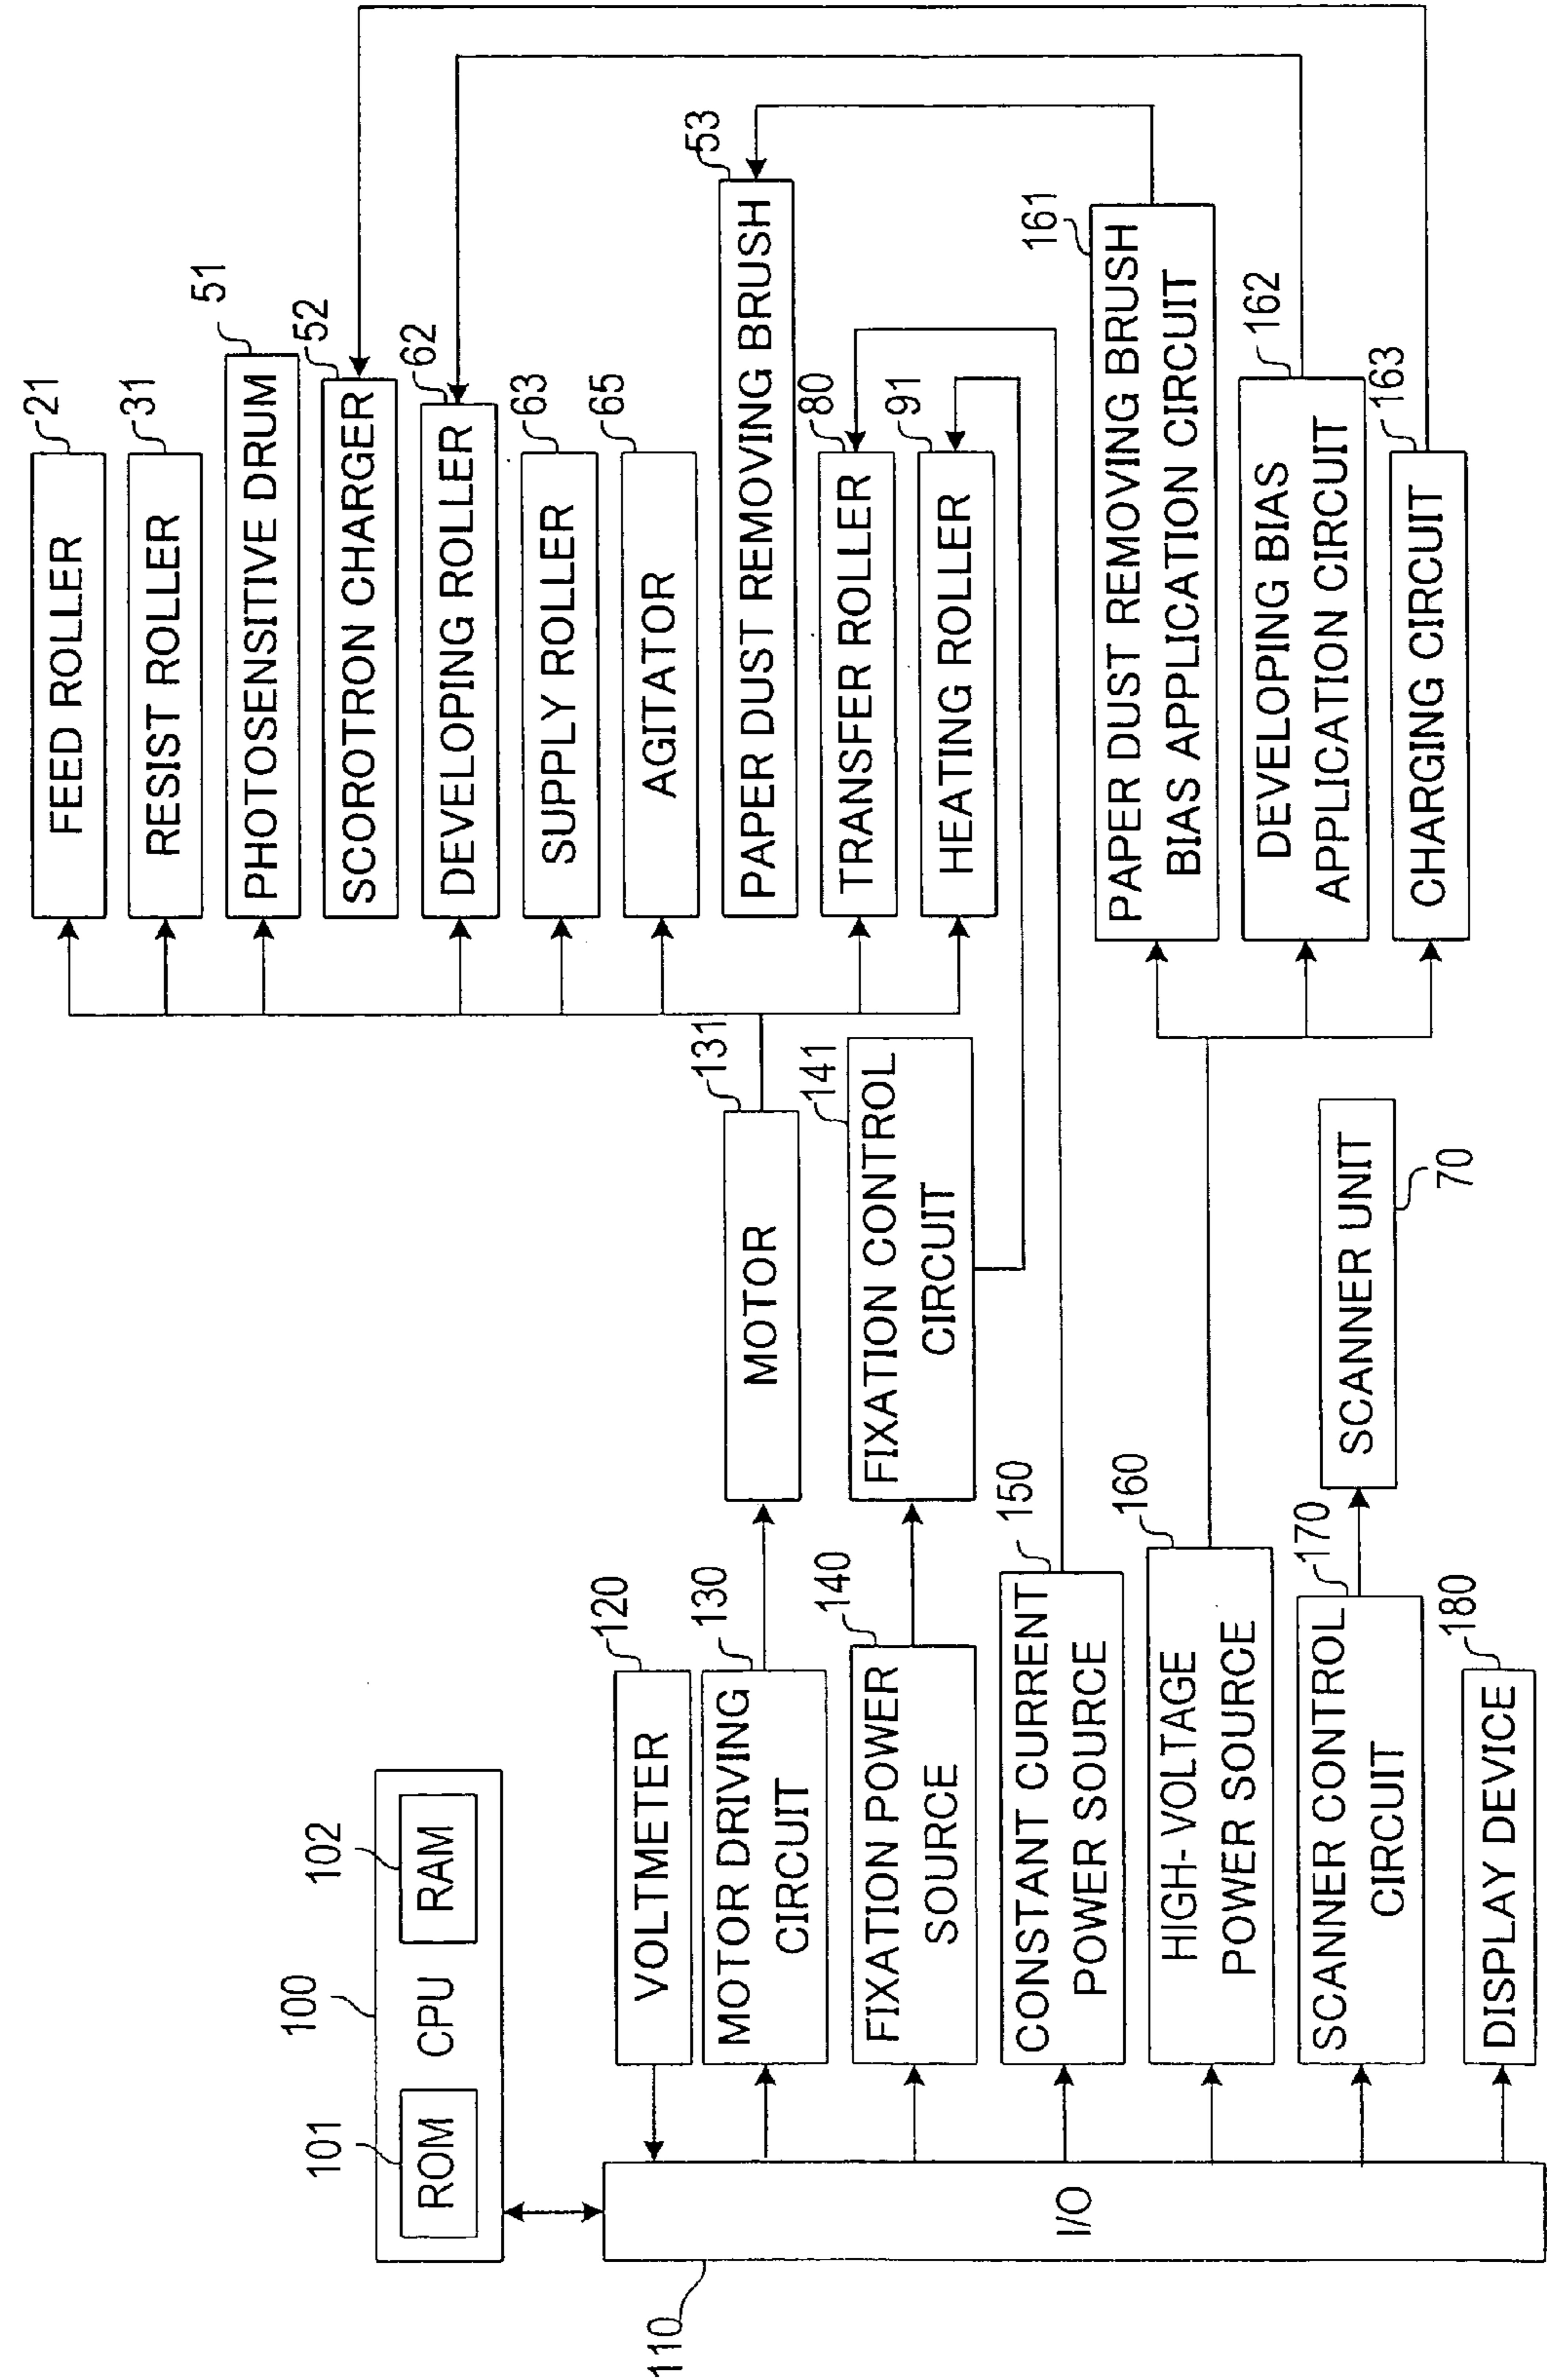 100
101
ROM
CPU
102
RAM
110
I/O
VOLTMETER
120
MOTOR DRIVING
CIRCUIT
130
FIXATION POWER
SOURCE
140
CONSTANT CURRENT
POWER SOURCE
150
HIGH-VOLTAGE
POWER SOURCE
160
SCANNER CONTROL
CIRCUIT
170
DISPLAY DEVICE
180
MOTOR
131
FIXATION CONTROL
CIRCUIT
141
SCANNER UNIT
70
FEED ROLLER
21
RESIST ROLLER
31
PHOTOSENSITIVE DRUM
51
SCOROTRON CHARGER
52
DEVELOPING ROLLER
62
SUPPLY ROLLER
63
AGITATOR
65
PAPER DUST REMOVING BRUSH
53
TRANSFER ROLLER
80
HEATING ROLLER
91
PAPER DUST REMOVING BRUSH
BIAS APPLICATION CIRCUIT
161
DEVELOPING BIAS
APPLICATION CIRCUIT
162
CHARGING CIRCUIT
163